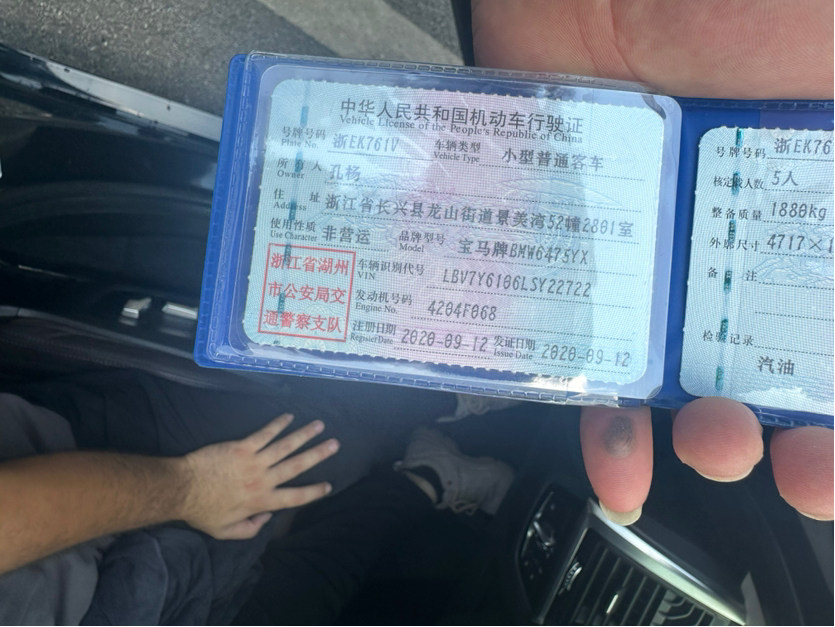 中华人民共和国机动车行驶证
Vehicle License of the People's Republic of China
号牌号码 浙EK761V 车辆类型 小型普通客车
Plate No. Vehicle Type
所有人 孔杨
Owner
住址 浙江省长兴县龙山街道景美湾52幢2801室
Address
使用性质 非营运 品牌型号 宝马牌BMW6475YX
Use Character Model
浙江省湖州
市公安局交
通警察支队
车辆识别代号 LBV7Y6106LSY22722
VIN
发动机号码 4204F068
Engine No.
注册日期 2020-09-12 发证日期 2020-09-12
Register Date Issue Date
号牌号码 浙EK76
核定载人数 5人
整备质量 1880kg
外廓尺寸 4717×1
备注
检验记录
汽油